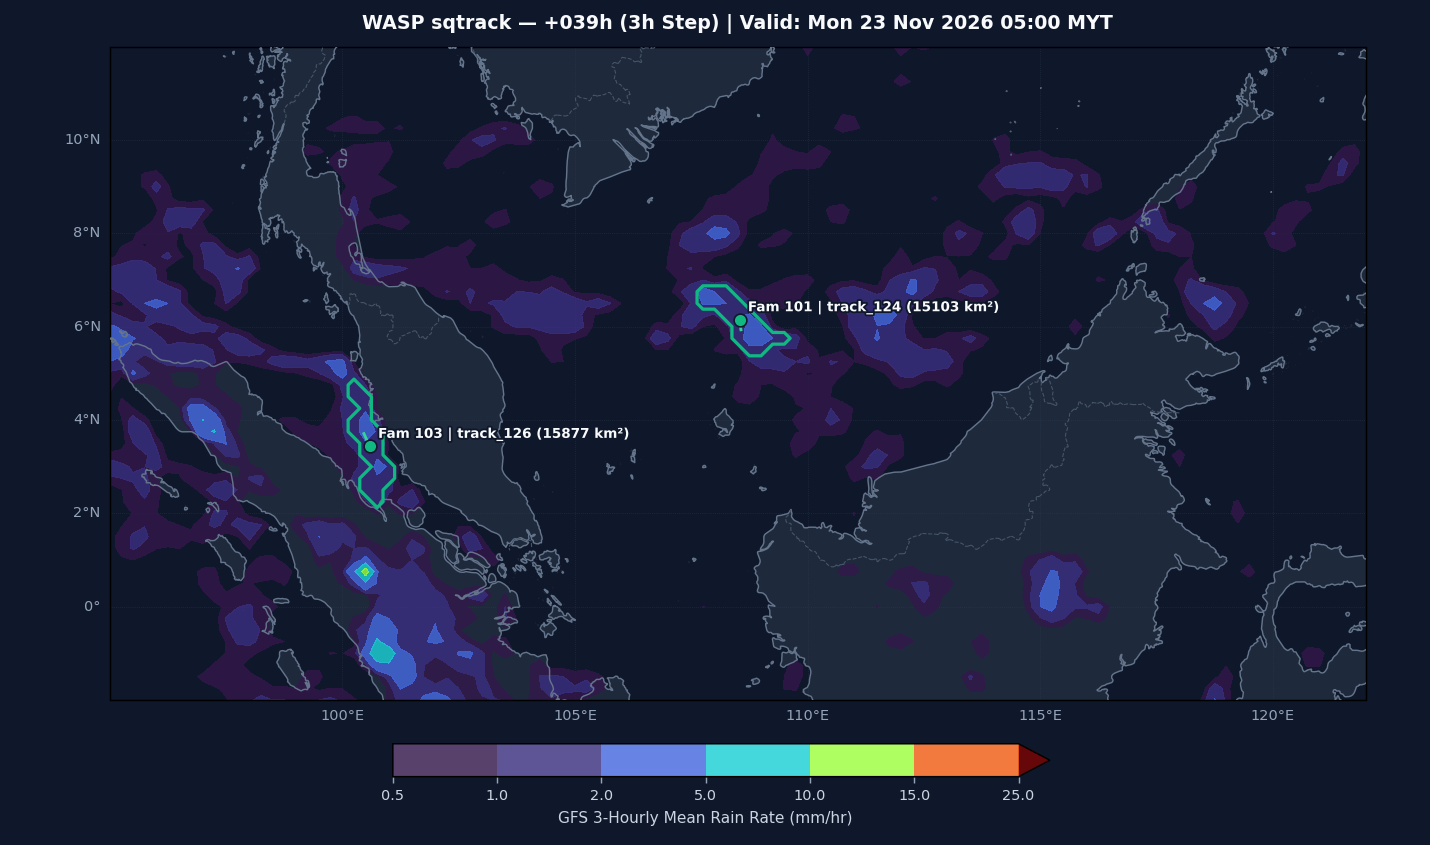 WASP sqtrack — +039h (3h Step) | Valid: Mon 23 Nov 2026 05:00 MYT
10°N
8°N
6°N
4°N
2°N
0°
Fam 101 | track_124 (15103 km²)
Fam 103 | track_126 (15877 km²)
100°E
105°E
110°E
115°E
120°E
0.5
1.0
2.0
5.0
10.0
15.0
25.0
GFS 3-Hourly Mean Rain Rate (mm/hr)